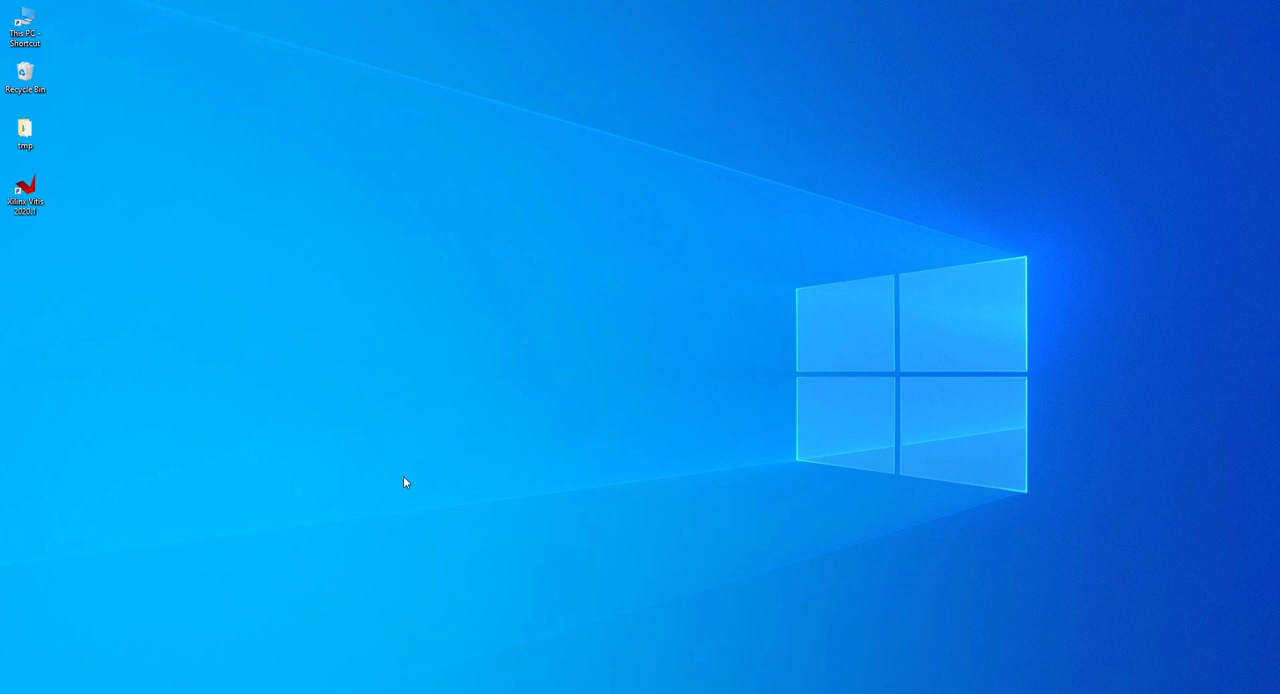 This PC -
Shortcut
Recycle Bin
tmp
Xilinx Vitis
2020.1